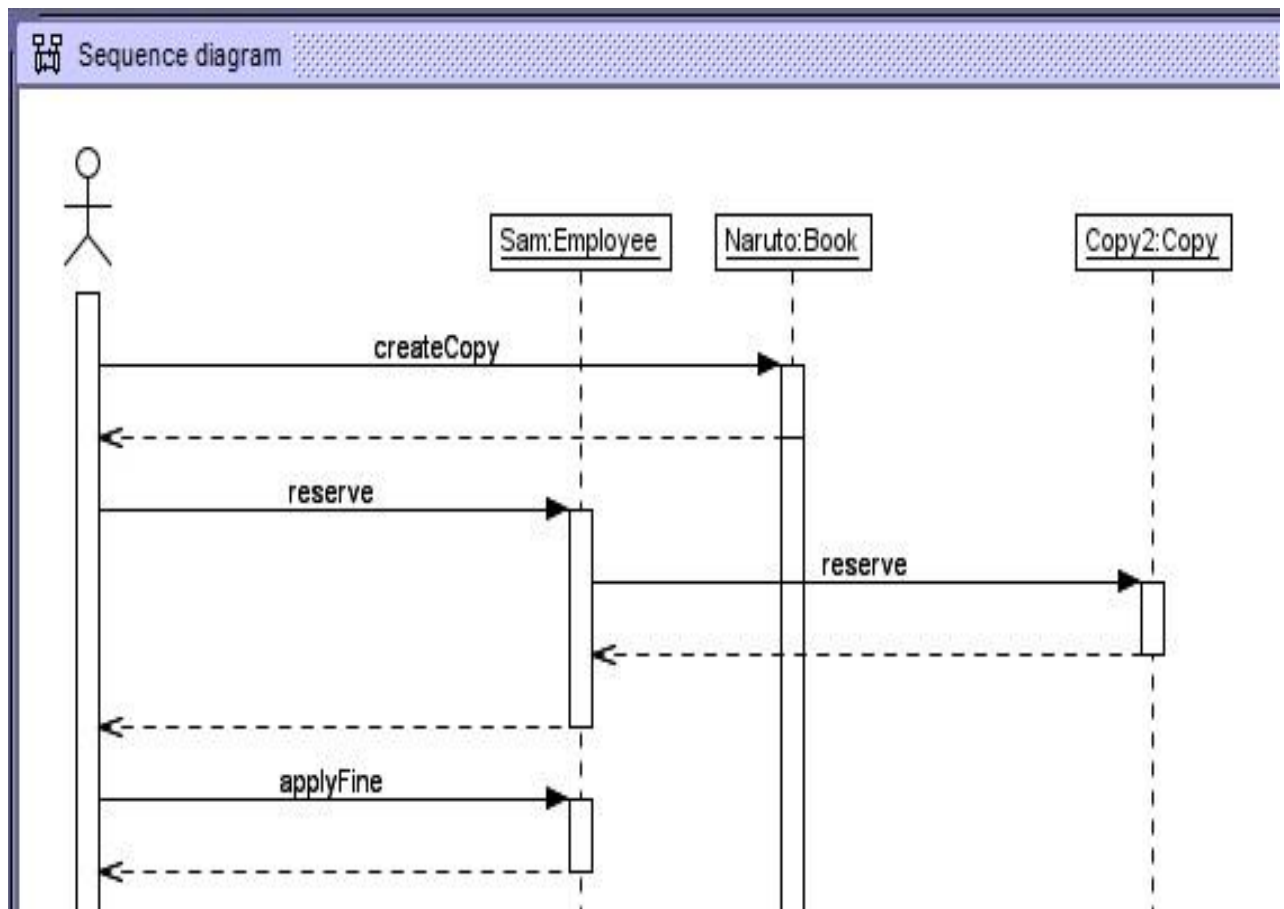 Sequence diagram
Sam:Employee
Naruto:Book
Copy2:Copy
createCopy
reserve
reserve
applyFine